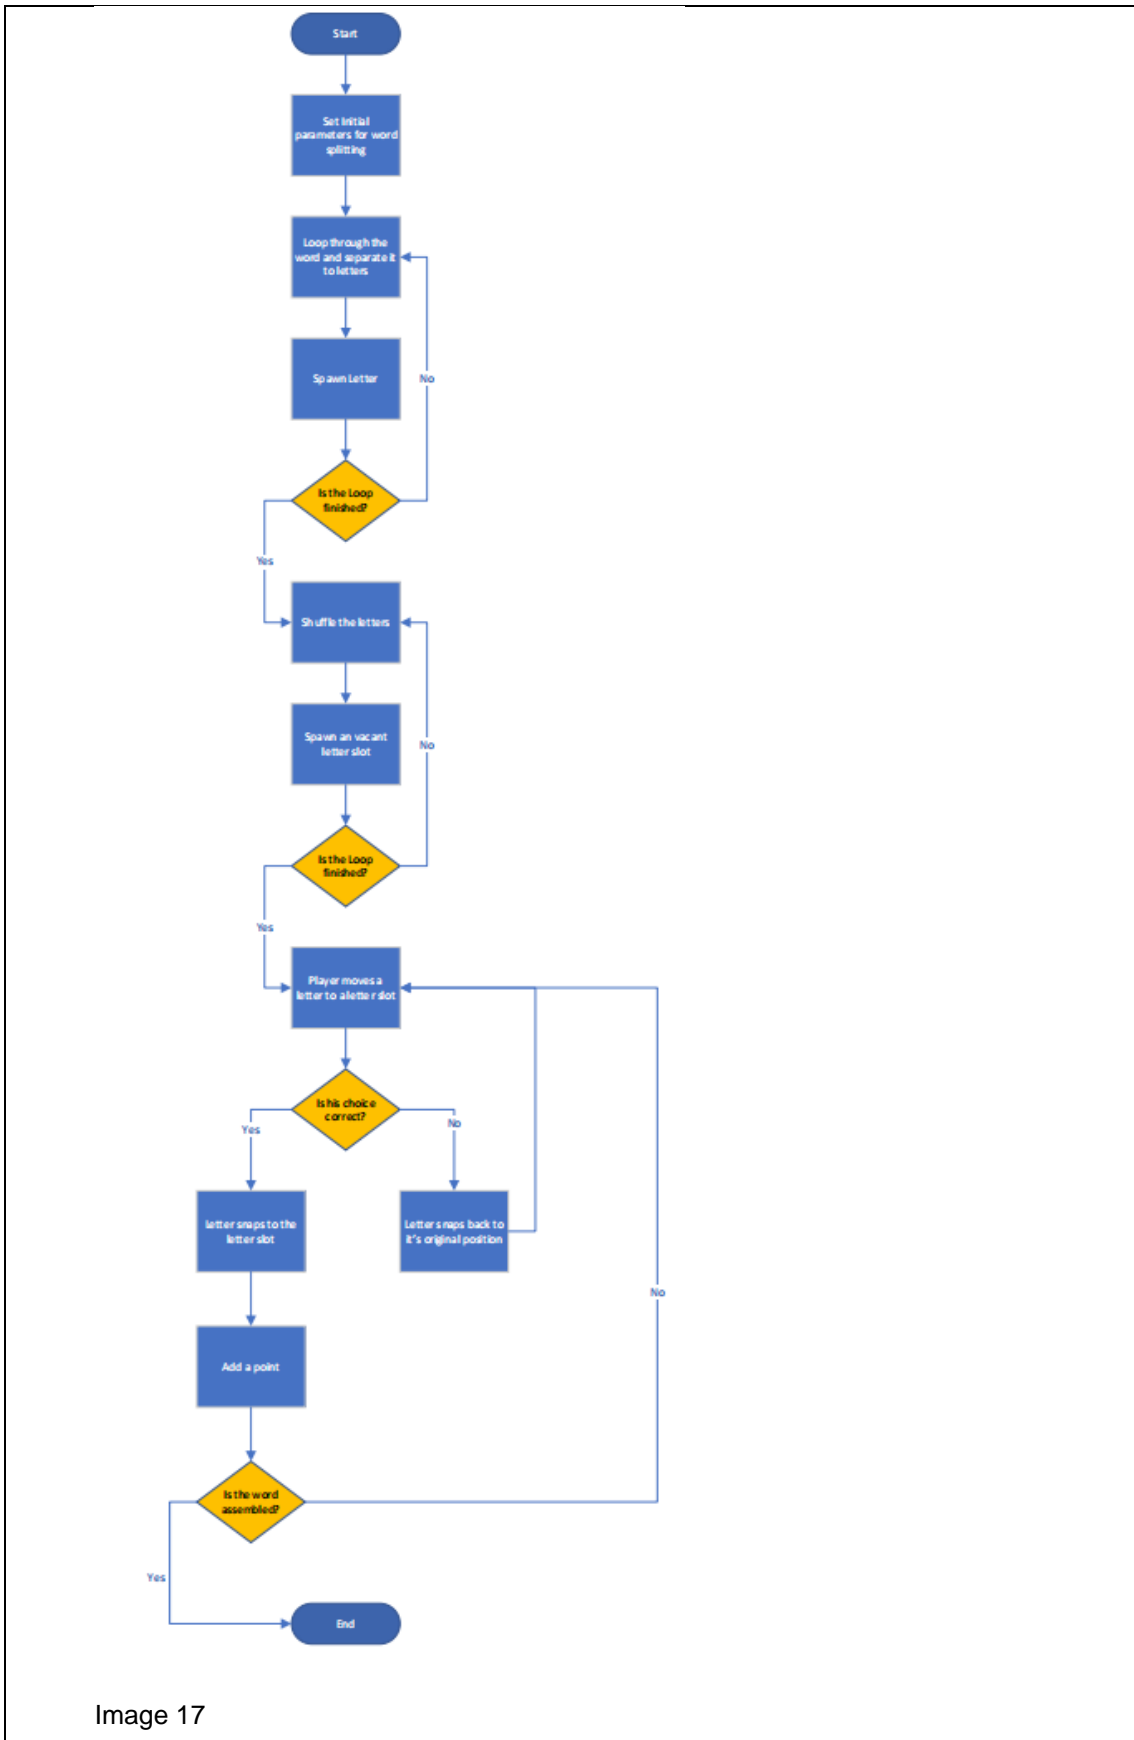 Start
Set Initial
parameters for word
splitting
Loop through the
word and separate it
to letters
Spawn Letter
No
Is the Loop
finished?
Yes
Shuffle the letters
Spawn an vacant
letter slot
No
Is the Loop
finished?
Yes
Player moves a
letter to a letter slot
Is his choice
correct?
Yes
No
Letter snaps to the
letter slot
Letter snaps back to
it's original position
No
Add a point
Is the word
assembled?
Yes
End
Image 17